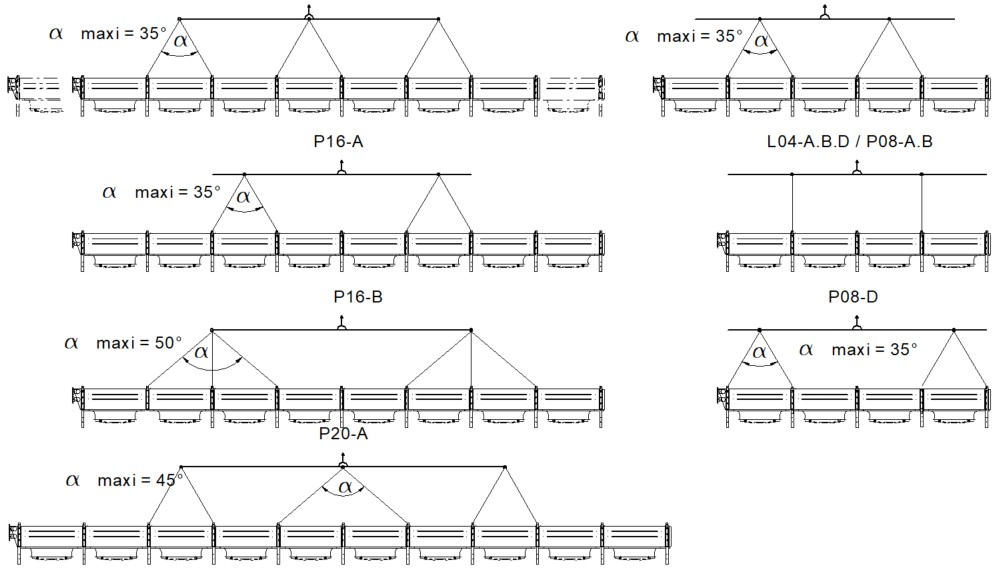 α maxi = 35°
α
α maxi = 35°
α
P16-A
L04-A.B.D / P08-A.B
α maxi = 35°
α
P16-B
P08-D
α maxi = 50°
α
α
α maxi = 35°
P20-A
α maxi = 45°
α